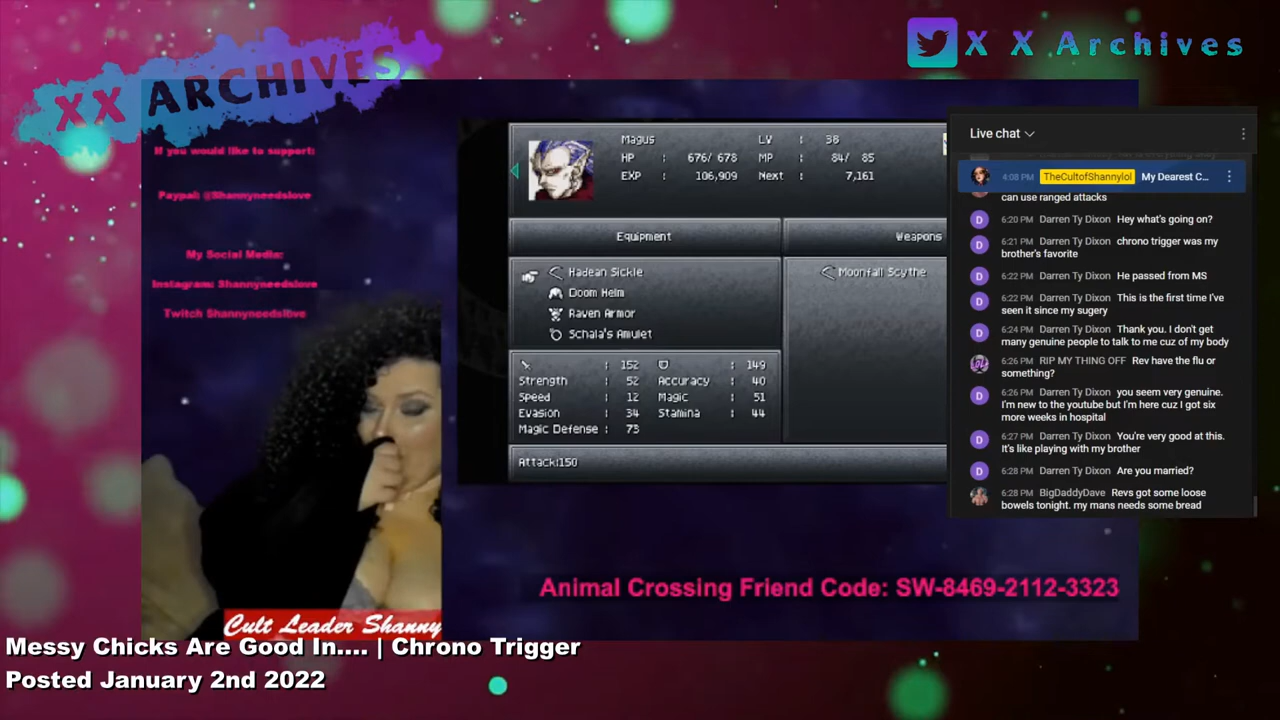 XX ARCHIVES
X X Archives
If you would like to support:
Paypal: @Shannyneedslove
My Social Media:
Instagram: Shannyneedslove
Twitch Shannyneedslove
Magus LV : 38
HP : 676/ 678 MP : 84/ 85
EXP : 106,909 Next : 7,161
Equipment Weapons
Hadean Sickle
Doom Helm
Raven Armor
Schala's Amulet
Moonfall Scythe
: 152 : 149
Strength : 52 Accuracy : 40
Speed : 12 Magic : 51
Evasion : 34 Stamina : 44
Magic Defense : 73
Attack:150
Live chat
4:08 PM TheCultofShannylol My Dearest C...
can use ranged attacks
D 6:20 PM Darren Ty Dixon Hey what's going on?
D 6:21 PM Darren Ty Dixon chrono trigger was my
brother's favorite
D 6:22 PM Darren Ty Dixon He passed from MS
D 6:22 PM Darren Ty Dixon This is the first time I've
seen it since my sugery
D 6:24 PM Darren Ty Dixon Thank you. I don't get
many genuine people to talk to me cuz of my body
6:26 PM RIP MY THING OFF Rev have the flu or
something?
D 6:26 PM Darren Ty Dixon you seem very genuine.
I'm new to the youtube but I'm here cuz I got six
more weeks in hospital
D 6:27 PM Darren Ty Dixon You're very good at this.
It's like playing with my brother
D 6:28 PM Darren Ty Dixon Are you married?
6:28 PM BigDaddyDave Revs got some loose
bowels tonight. my mans needs some bread
Animal Crossing Friend Code: SW-8469-2112-3323
Cult Leader Shanny
Messy Chicks Are Good In.... | Chrono Trigger
Posted January 2nd 2022